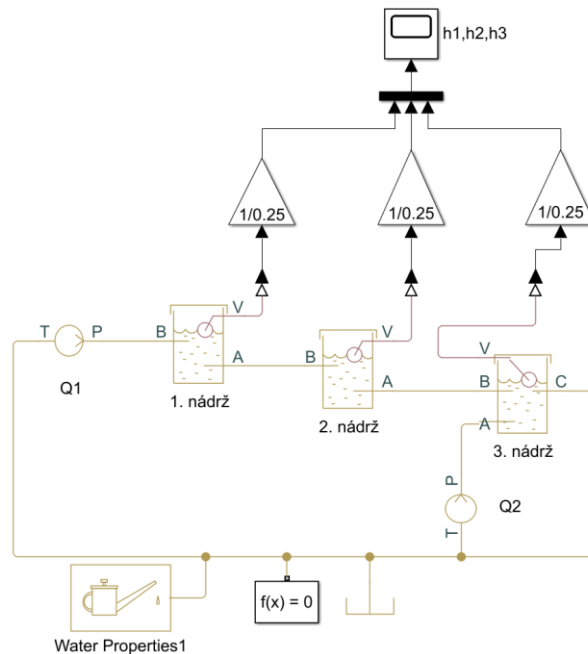 h1,h2,h3
1/0.25
1/0.25
1/0.25
V
V
T
P
B
A
B
V
Q1
1. nádrž
A
B
C
2. nádrž
A
3. nádrž
P
Q2
T
f(x) = 0
Water Properties1